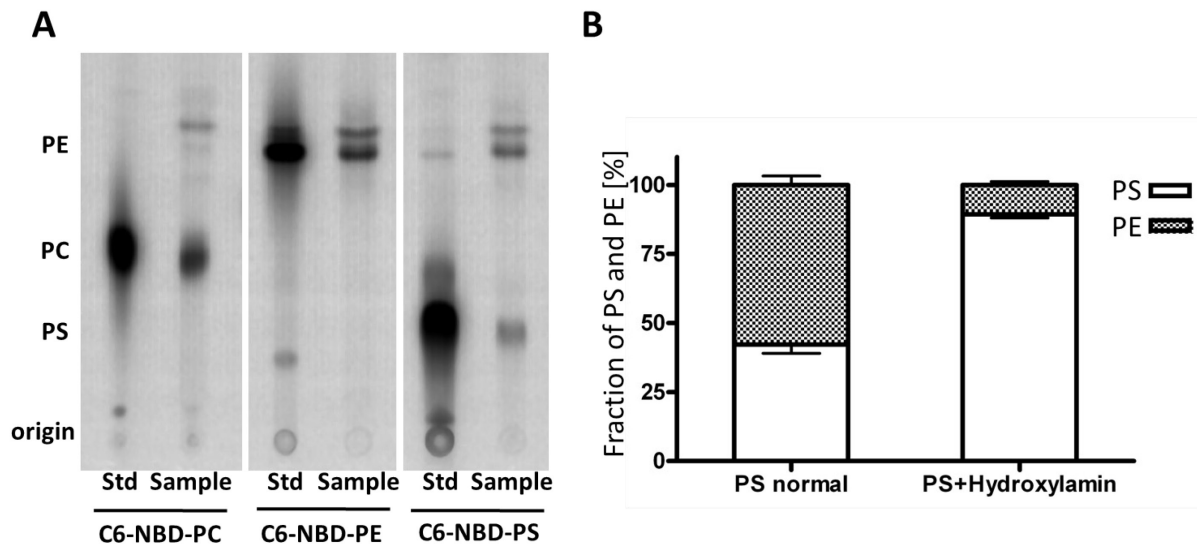 A
PE
PC
PS
origin
Std Sample Std Sample Std Sample
C6-NBD-PC C6-NBD-PE C6-NBD-PS
B
Fraction of PS and PE [%]
100
75
50
25
0
PS normal PS+Hydroxylamin
PS
PE